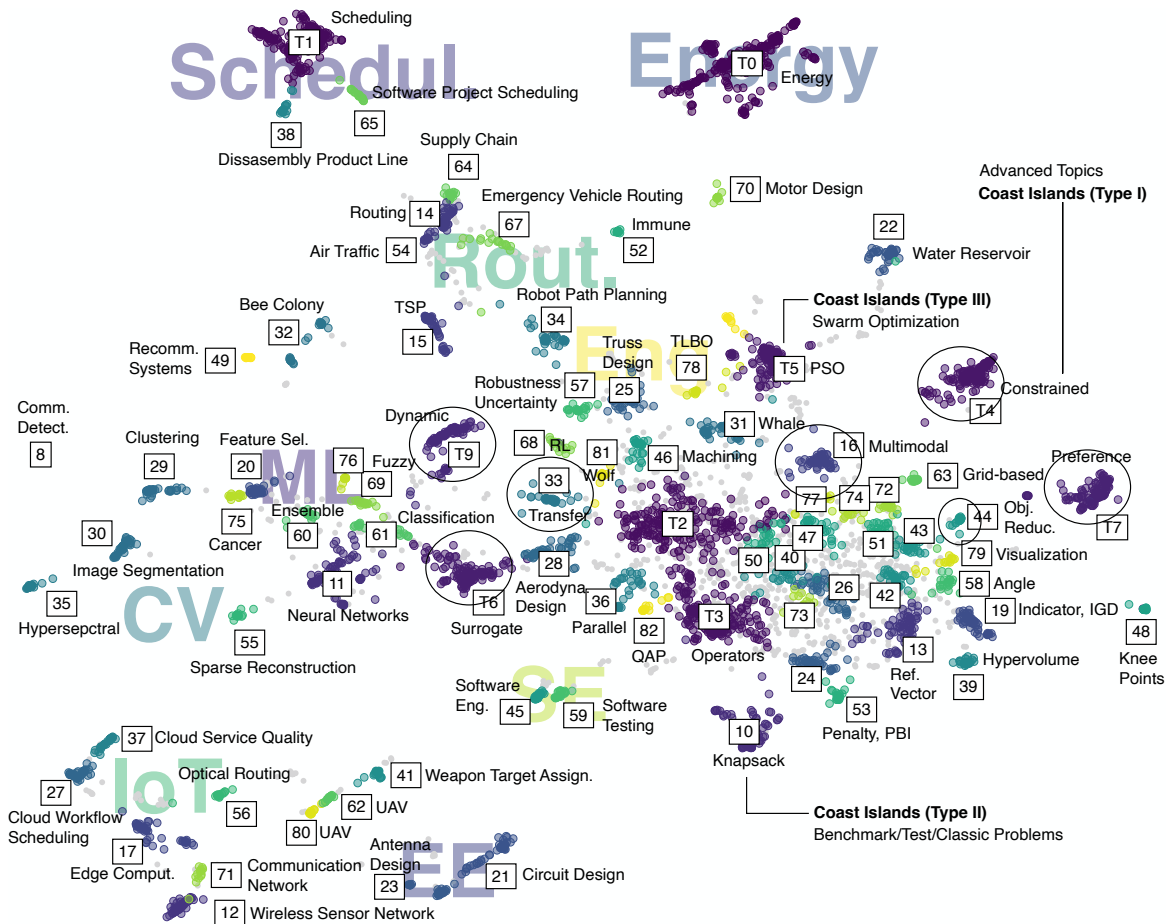 Scheduling
T1
Schedul.
Energy
T0
Energy
Software Project Scheduling
65
38
Dissasembly Product Line
Supply Chain
64
Emergency Vehicle Routing
67
Routing
14
Air Traffic
54
Rout.
70
Motor Design
Immune
52
Advanced Topics
Coast Islands (Type I)
22
Water Reservoir
Bee Colony
32
TSP
15
Robot Path Planning
34
Coast Islands (Type III)
Swarm Optimization
Recomm.
Systems
49
Eng
Truss
Design
25
TLBO
78
T5
PSO
Robustness
Uncertainty
57
Constrained
T4
Comm.
Detect.
8
Dynamic
T9
68
RL
81
Wolf
46
Machining
31
Whale
16
Multimodal
Clustering
29
Feature Sel.
20
ML
76
Fuzzy
69
33
Transfer
63
Grid-based
Preference
T7
75
Cancer
Ensemble
60
61
Classification
T2
77
74
72
47
50
40
51
43
44
Obj.
Reduc.
79
Visualization
30
Image Segmentation
11
Neural Networks
T6
Surrogate
28
Aerodyna.
Design
26
42
58
Angle
35
Hypersepctral
CV
55
Sparse Reconstruction
36
Parallel
82
QAP
T3
Operators
73
13
Ref.
Vector
19
Indicator, IGD
48
Knee
Points
Hypervolume
39
SE
Software
Eng.
45
59
Software
Testing
24
53
Penalty, PBI
10
Knapsack
37
Cloud Service Quality
27
Cloud Workflow
Scheduling
IoT
Optical Routing
56
41
Weapon Target Assign.
62
UAV
80
UAV
Coast Islands (Type II)
Benchmark/Test/Classic Problems
17
Edge Comput.
71
Communication
Network
12
Wireless Sensor Network
Antenna
Design
23
EE
21
Circuit Design